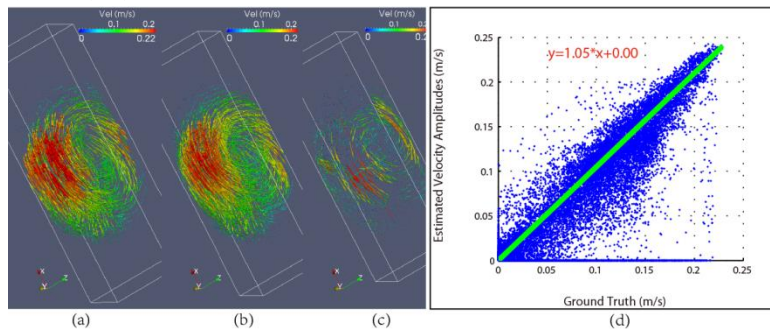 Vel (m/s)
0 0.1 0.2
0.22
Vel (m/s)
0 0.1 0.2
0.22
Vel (m/s)
0 0.1 0.2
0.2
x
Y
z
x
Y
z
x
Y
z
(a)
(b)
(c)
y=1.05*x+0.00
Estimated Velocity Amplitudes (m/s)
0.25
0.2
0.15
0.1
0.05
0
0 0.05 0.1 0.15 0.2 0.25
Ground Truth (m/s)
(d)